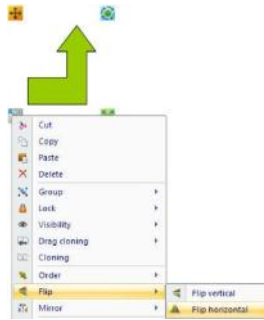 Cut
Copy
Paste
Delete
Group
Lock
Visibility
Drag cloning
Cloning
Order
Flip
Flip vertical
Mirror
Flip horizontal